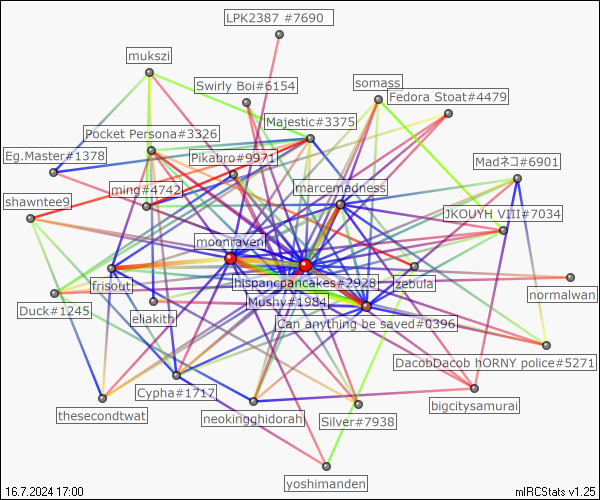 LPK2387 #7690
mukszi
Swirly Boi#6154
somass
Fedora Stoat#4479
Majestic#3375
Pocket Persona#3326
Eg.Master#1378
Pikabro#9971
Madネコ#6901
ming#4742
marcemadness
shawntee9
JKOUYH VIII#7034
moonraven
frisout
hispancpancakes#2928
zebula
normalwan
Mushy#1984
Duck#1245
eliakith
Can anything be saved#0396
DacobDacob hORNY police#5271
Cypha#1717
bigcitysamurai
thesecondtwat
neokingghidorah
Silver#7938
yoshimanden
16.7.2024 17:00
mIRCStats v1.25